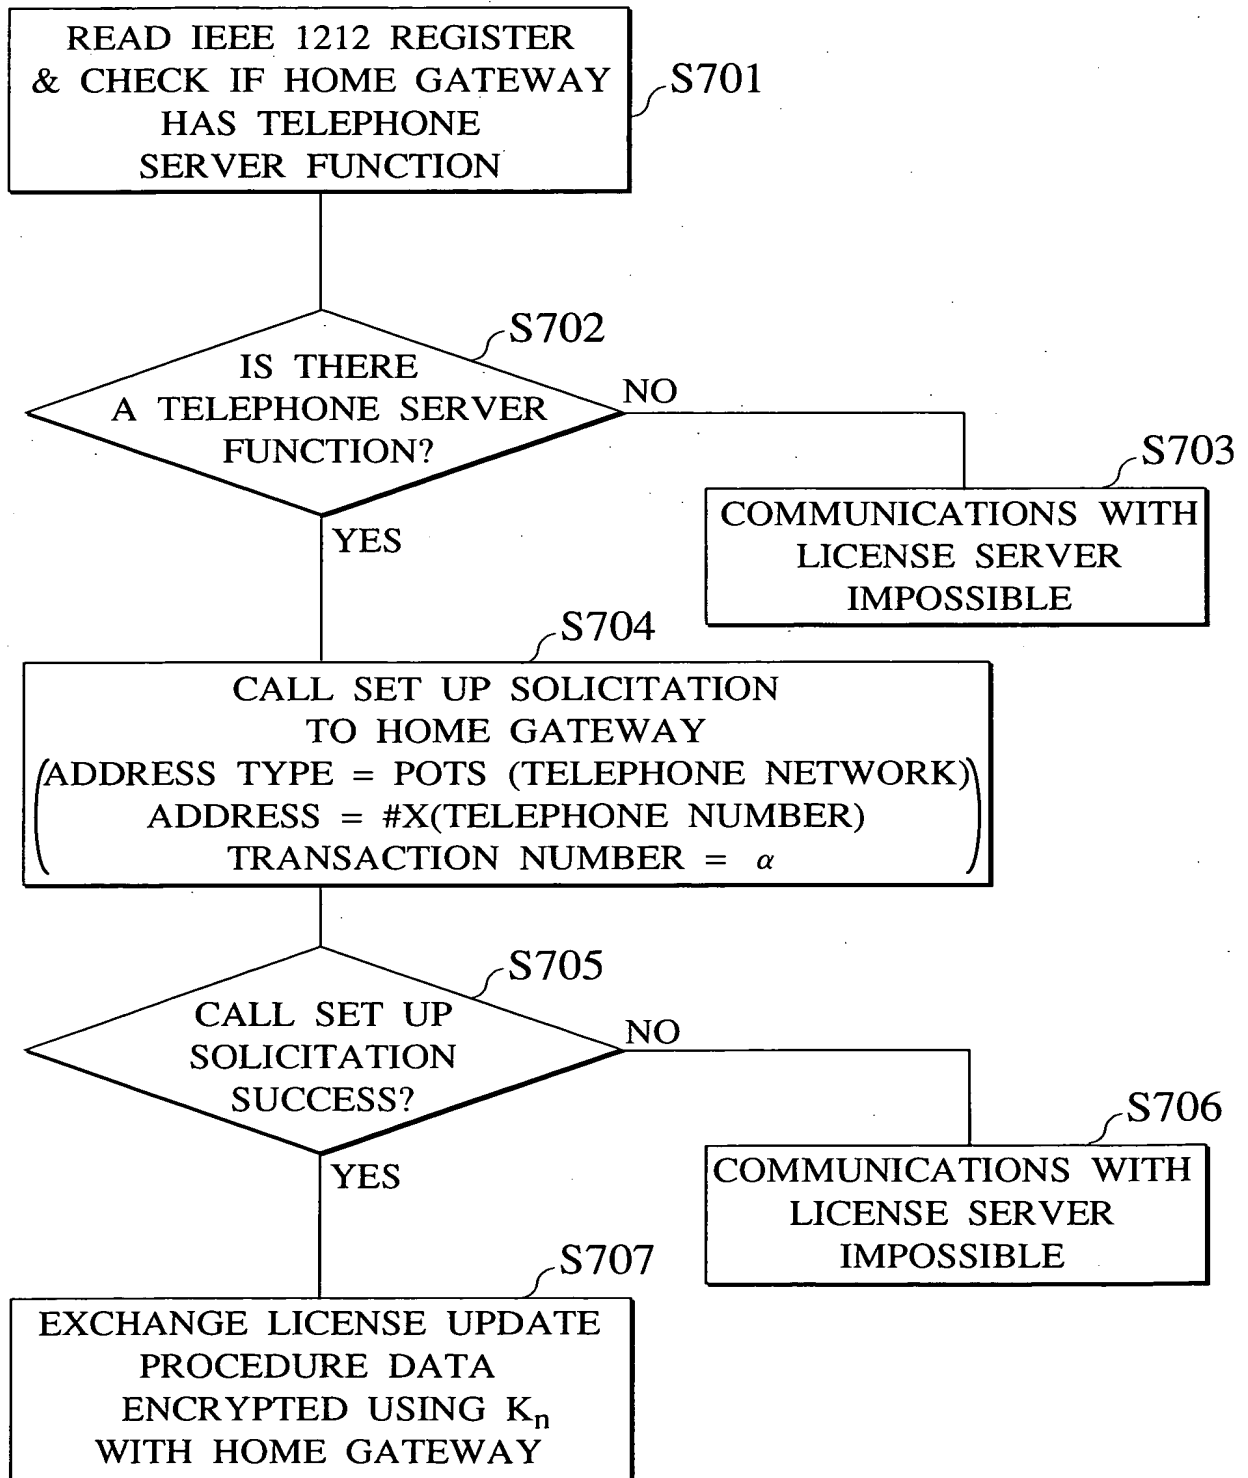 READ IEEE 1212 REGISTER
& CHECK IF HOME GATEWAY
HAS TELEPHONE
SERVER FUNCTION
S701
S702
IS THERE
A TELEPHONE SERVER
FUNCTION?
NO
YES
S703
COMMUNICATIONS WITH
LICENSE SERVER
IMPOSSIBLE
S704
CALL SET UP SOLICITATION
TO HOME GATEWAY
(ADDRESS TYPE = POTS (TELEPHONE NETWORK)
ADDRESS = #X(TELEPHONE NUMBER)
TRANSACTION NUMBER = α)
S705
CALL SET UP
SOLICITATION
SUCCESS?
NO
YES
S706
COMMUNICATIONS WITH
LICENSE SERVER
IMPOSSIBLE
S707
EXCHANGE LICENSE UPDATE
PROCEDURE DATA
ENCRYPTED USING Kn
WITH HOME GATEWAY